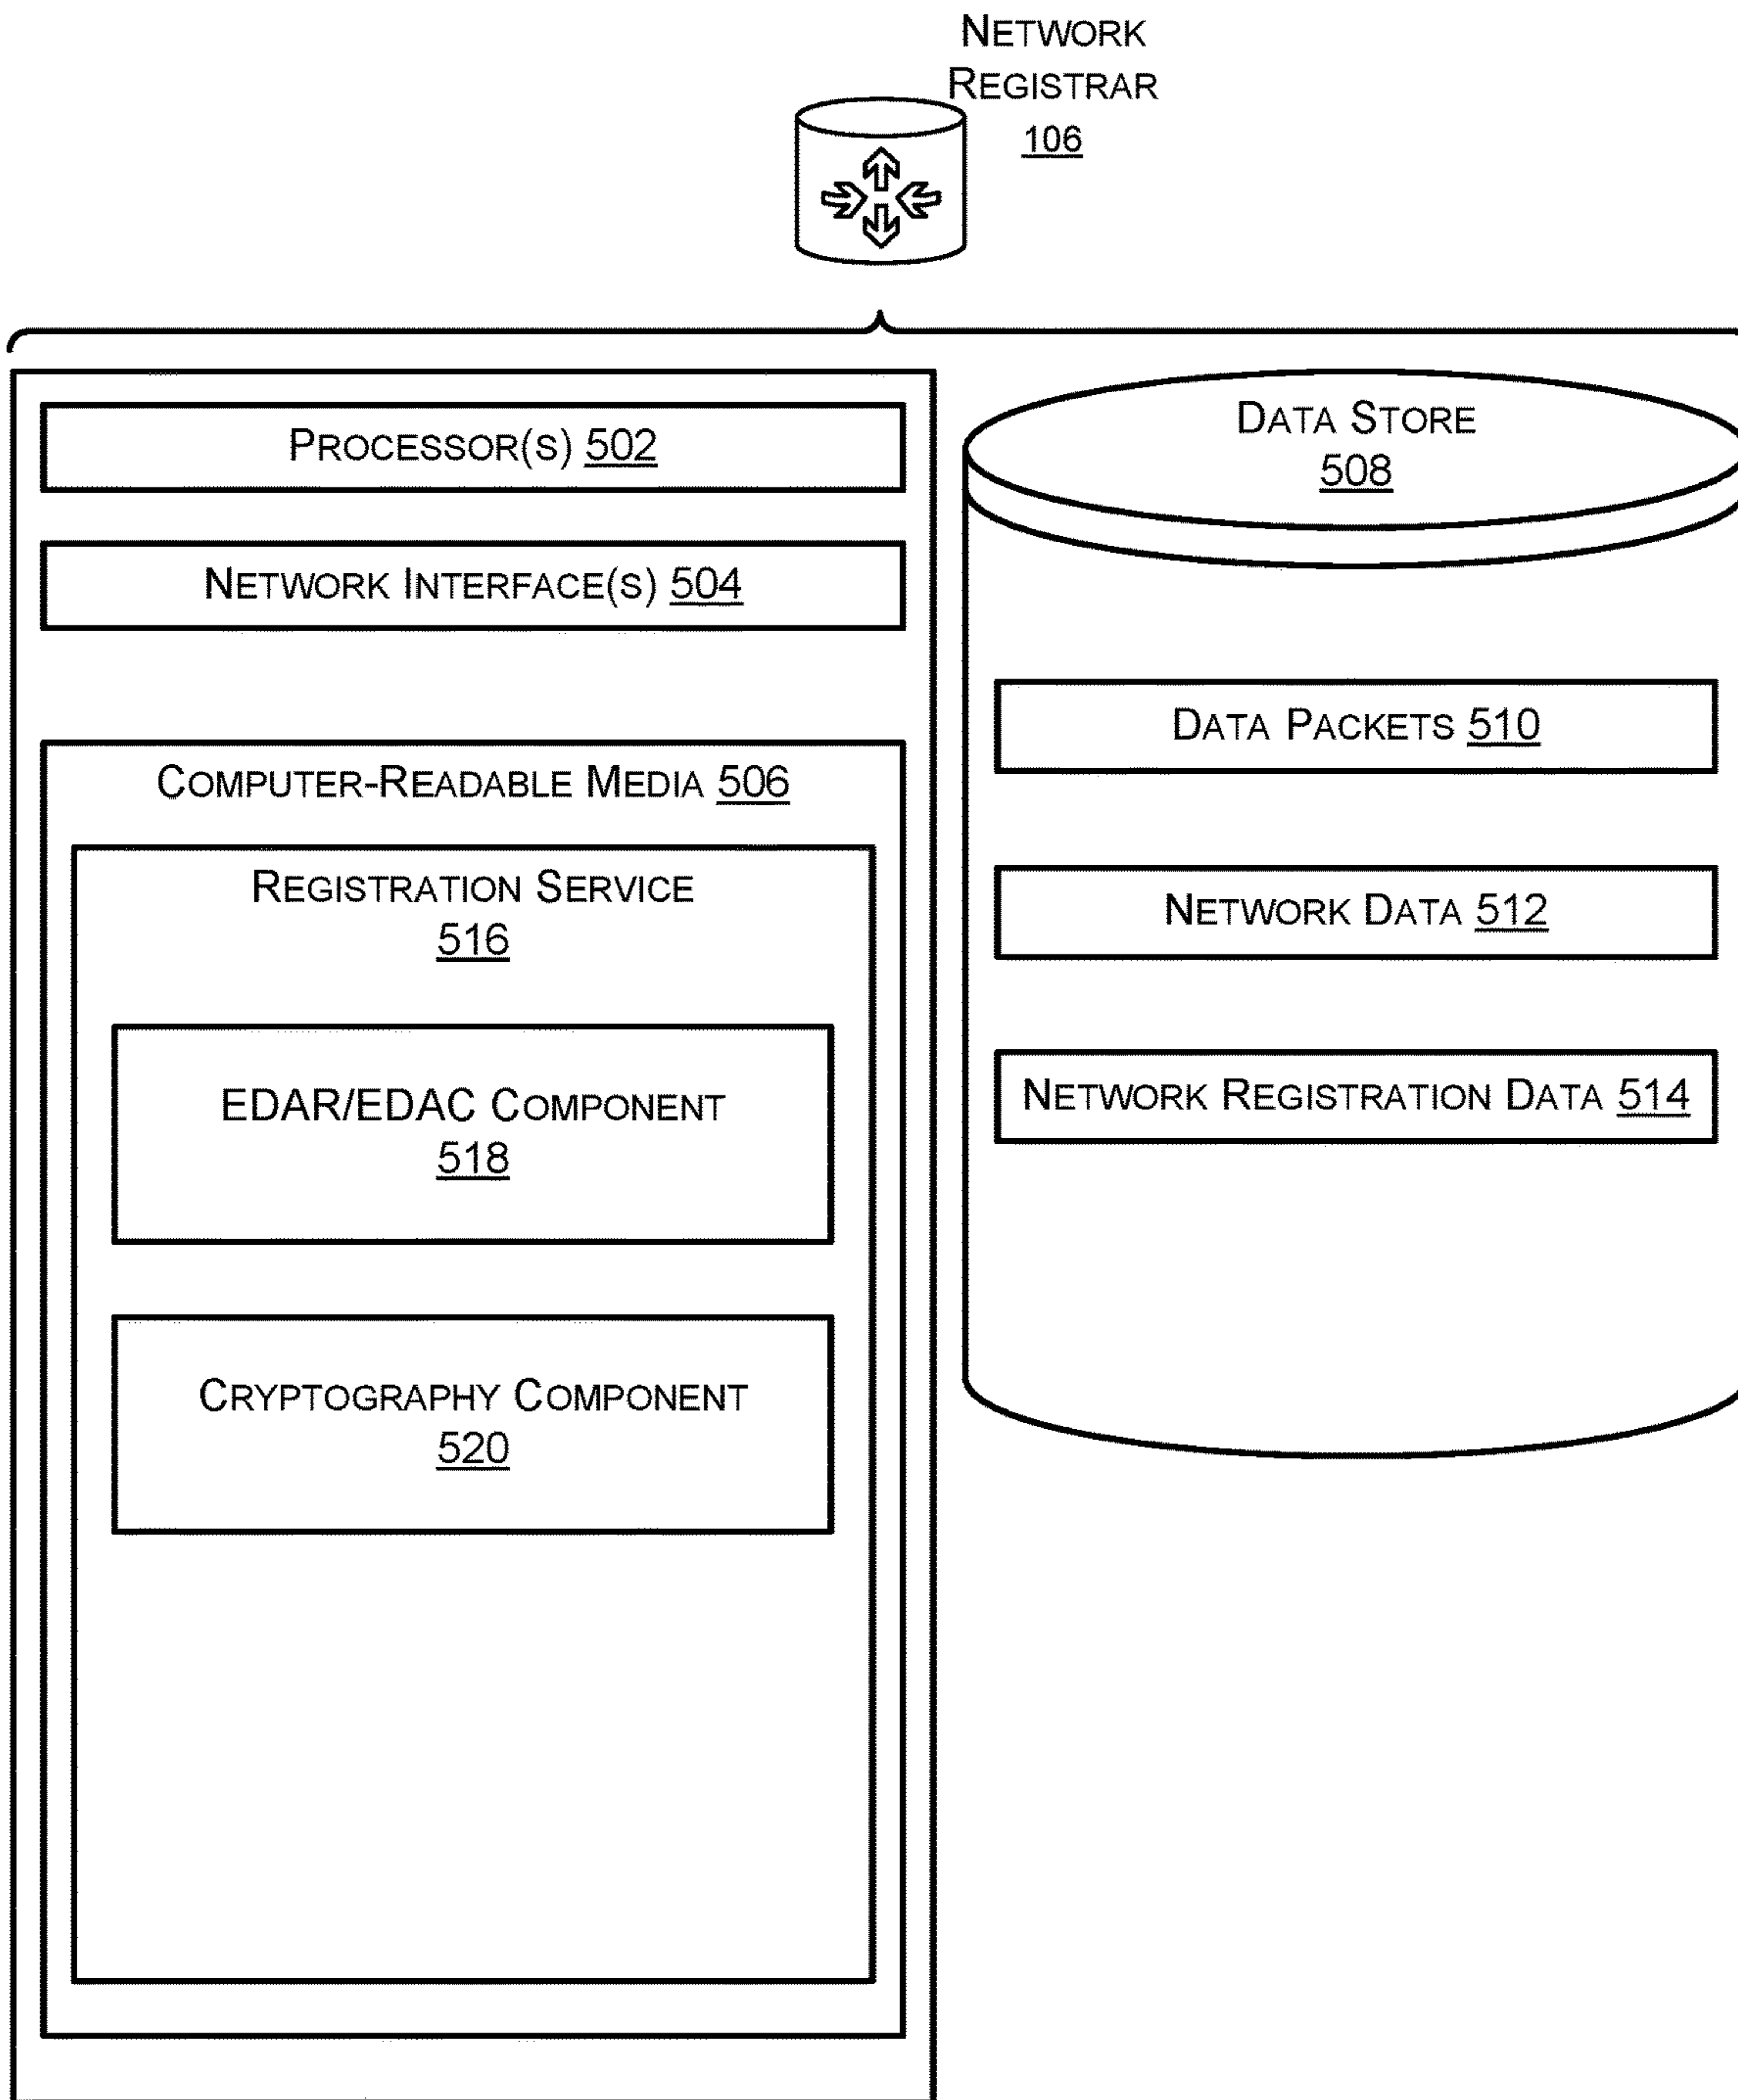 NETWORK
REGISTRAR
106
PROCESSOR(S) 502
NETWORK INTERFACE(S) 504
COMPUTER-READABLE MEDIA 506
REGISTRATION SERVICE
516
EDAR/EDAC COMPONENT
518
CRYPTOGRAPHY COMPONENT
520
DATA STORE
508
DATA PACKETS 510
NETWORK DATA 512
NETWORK REGISTRATION DATA 514